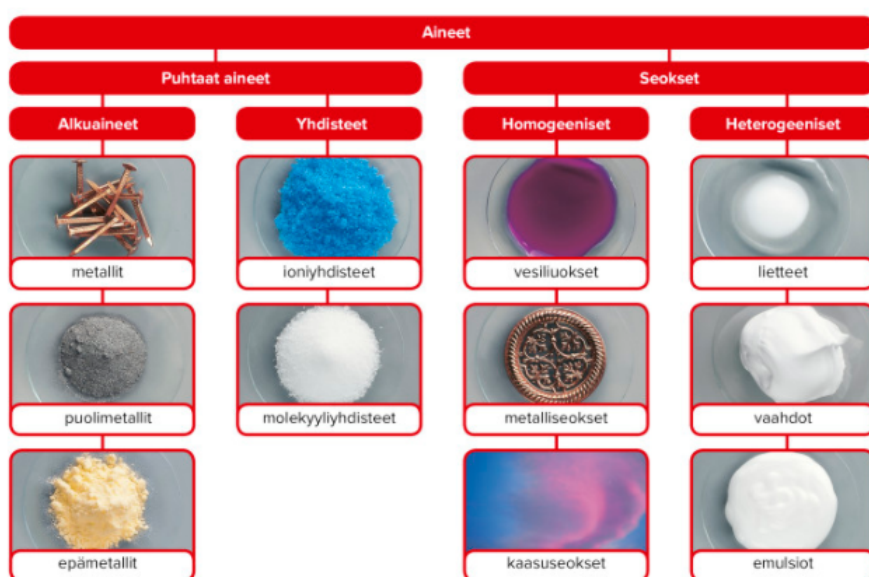 Aineet
Puhtaat aineet
Seokset
Alkuaineet
Yhdisteet
Homogeeniset
Heterogeeniset
metallit
ioniyhdisteet
vesiliuokset
lietteet
puolimetallit
molekyyliyhdisteet
metalliseokset
vaahdot
epämetallit
kaasuseokset
emulsiot